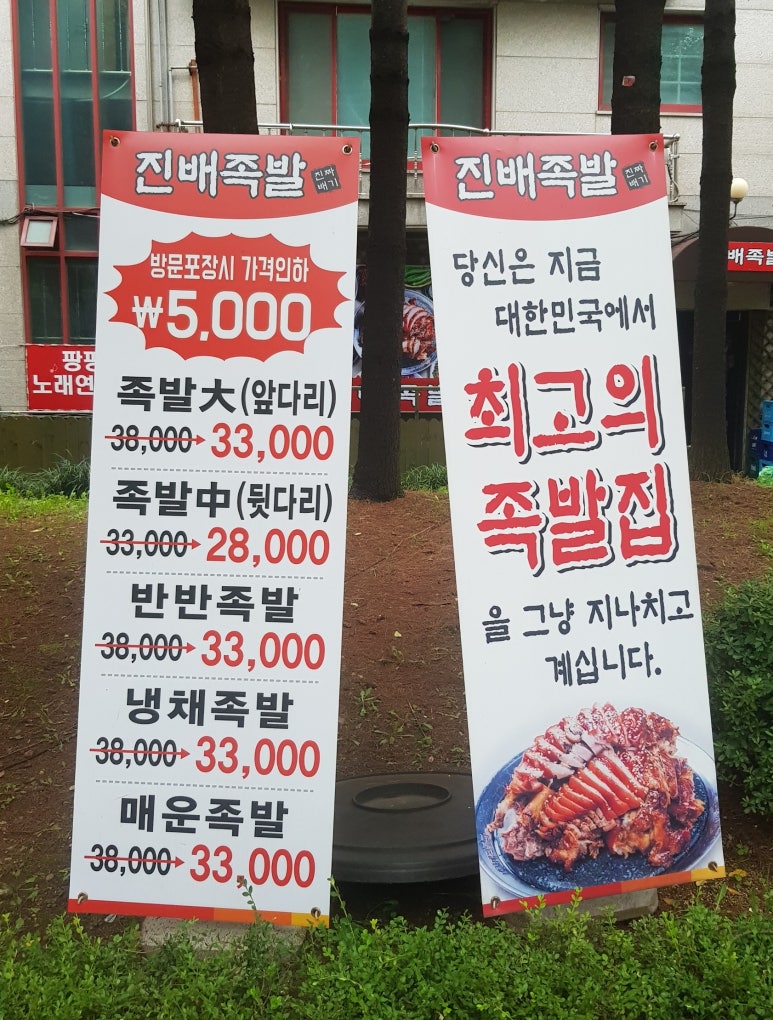 진배족발
진짜
배기
방문포장시 가격인하
₩5,000
족발大(앞다리)
38,000 33,000
족발中(뒷다리)
33,000 28,000
반반족발
38,000 33,000
냉채족발
38,000 33,000
매운족발
38,000 33,000
진배족발
진짜
배기
당신은 지금
대한민국에서
최고의
족발집
을 그냥 지나치고
계십니다.
배족발
노래연